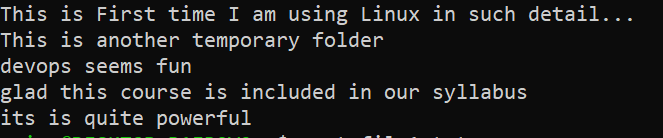 This is First time I am using Linux in such detail...
This is another temporary folder
devops seems fun
glad this course is included in our syllabus
its is quite powerful